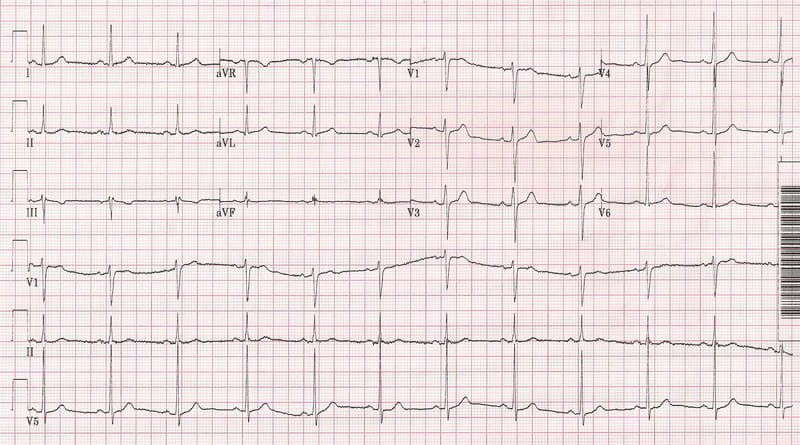 I aVR V1 V4
II aVL V2 V5
III aVF V3 V6
V1
II
V5